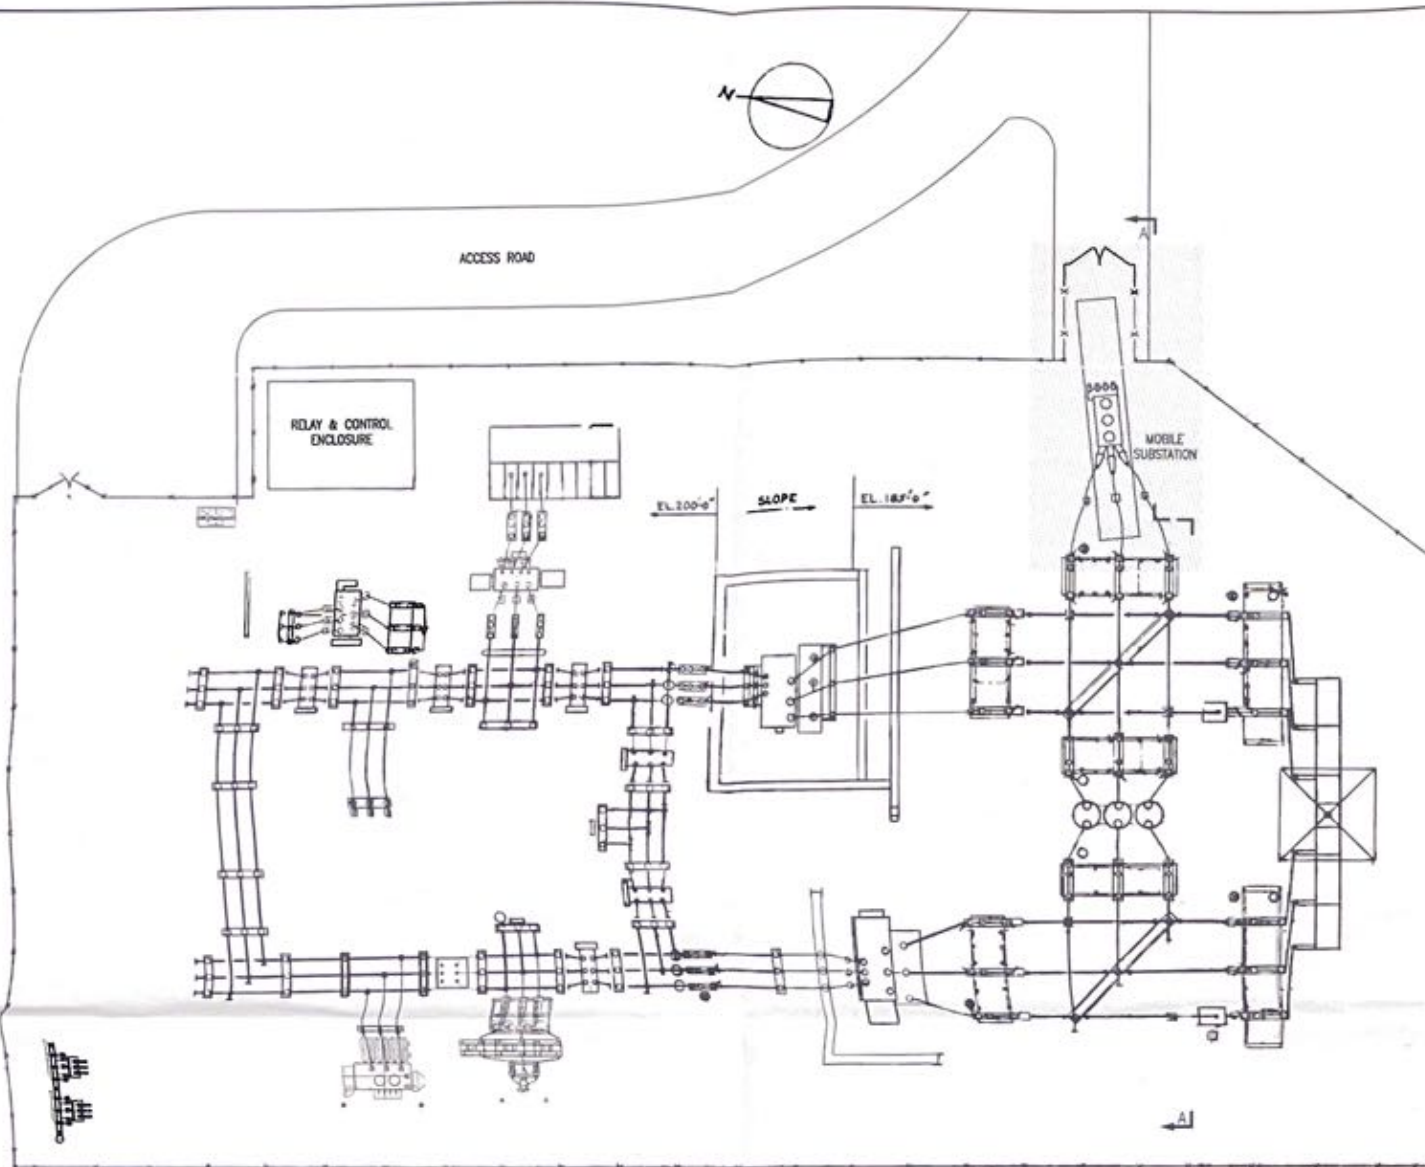 N
ACCESS ROAD
A
RELAY & CONTROL
ENCLOSURE
MOBILE
SUBSTATION
EL. 200'-0"
SLOPE
EL. 185'-0"
A